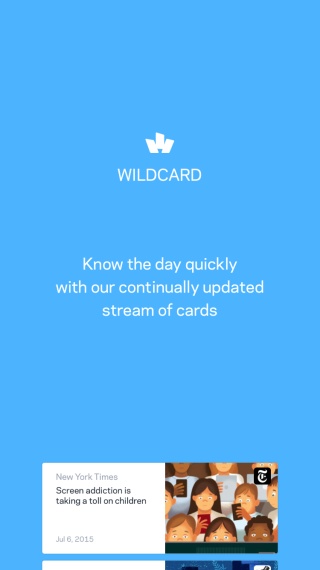 WILDCARD
Know the day quickly
with our continually updated
stream of cards
New York Times
Screen addiction is
taking a toll on children
Jul 6, 2015
T